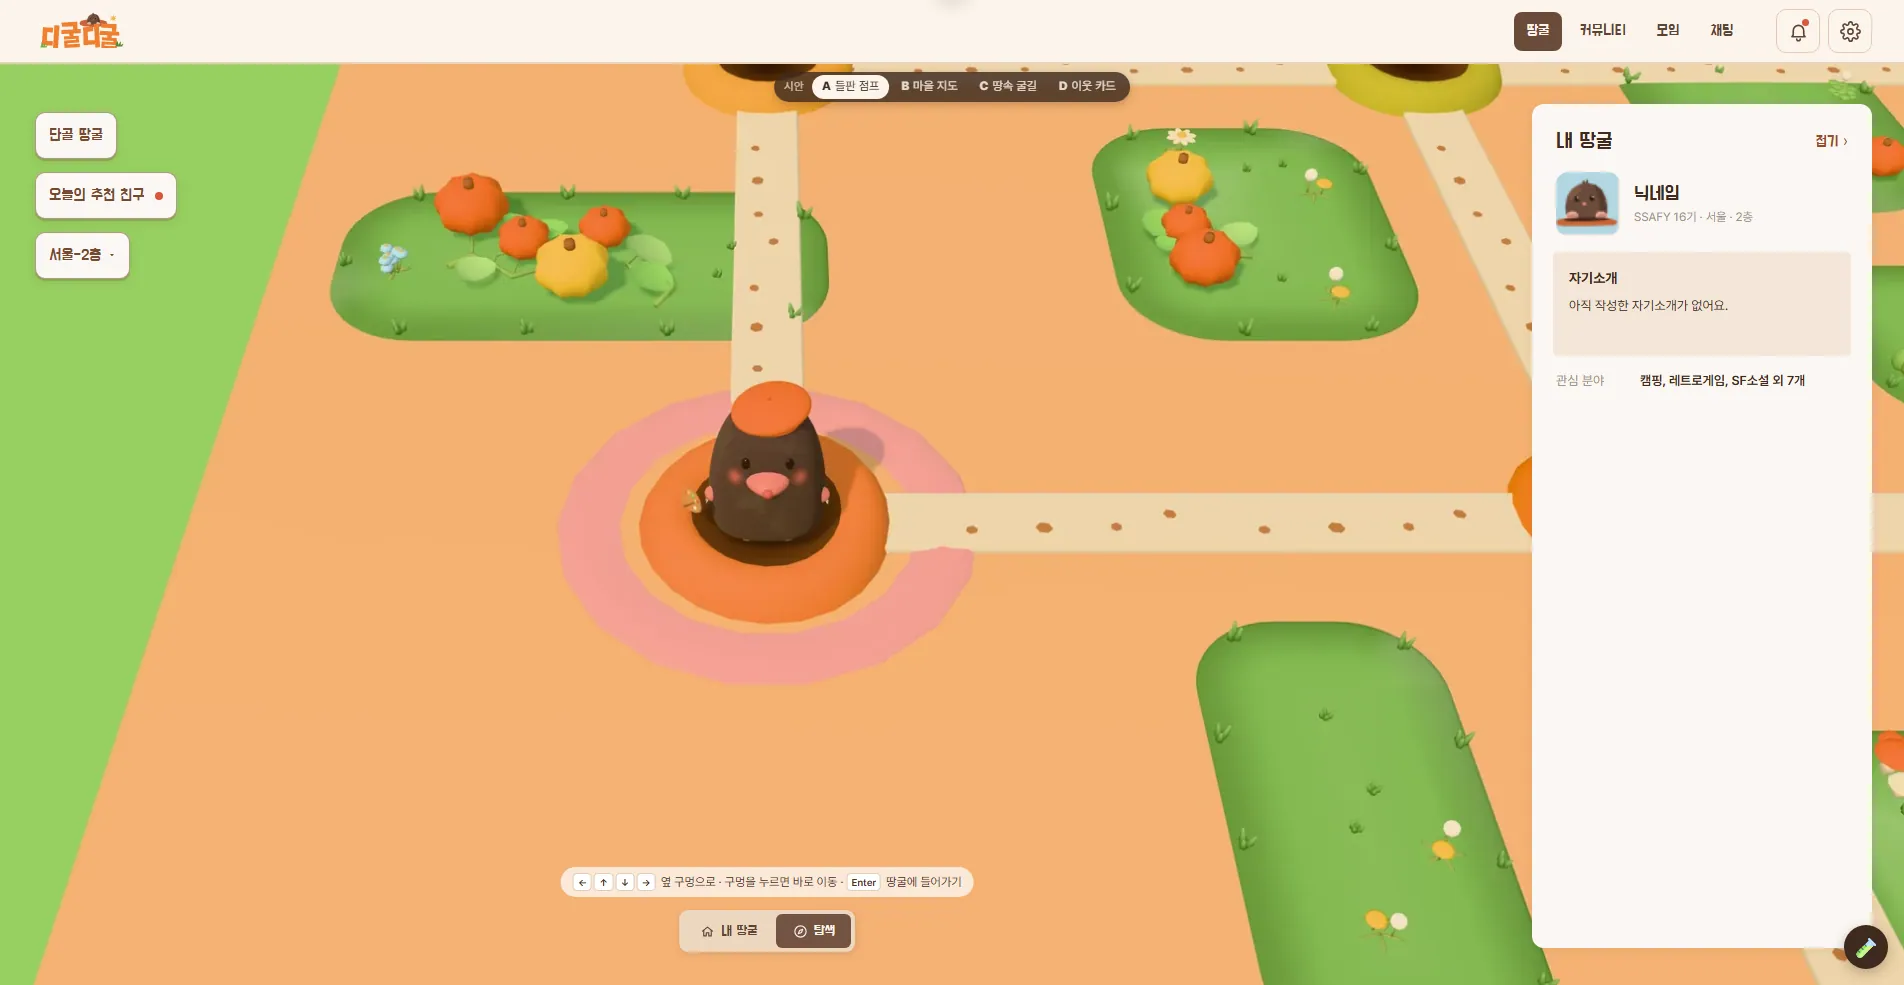 디굴디굴
땅굴
커뮤니티
모임
채팅
시안
A 들판 점프
B 마을 지도
C 땅속 굴길
D 이웃 카드
단골 땅굴
오늘의 추천 친구
서울-2층
내 땅굴
접기 ›
닉네임
SSAFY 16기 · 서울 · 2층
자기소개
아직 작성한 자기소개가 없어요.
관심 분야
캠핑, 레트로게임, SF소설 외 7개
← ↑ ↓ → 옆 구멍으로 · 구멍을 누르면 바로 이동 · Enter 땅굴에 들어가기
내 땅굴
탐색